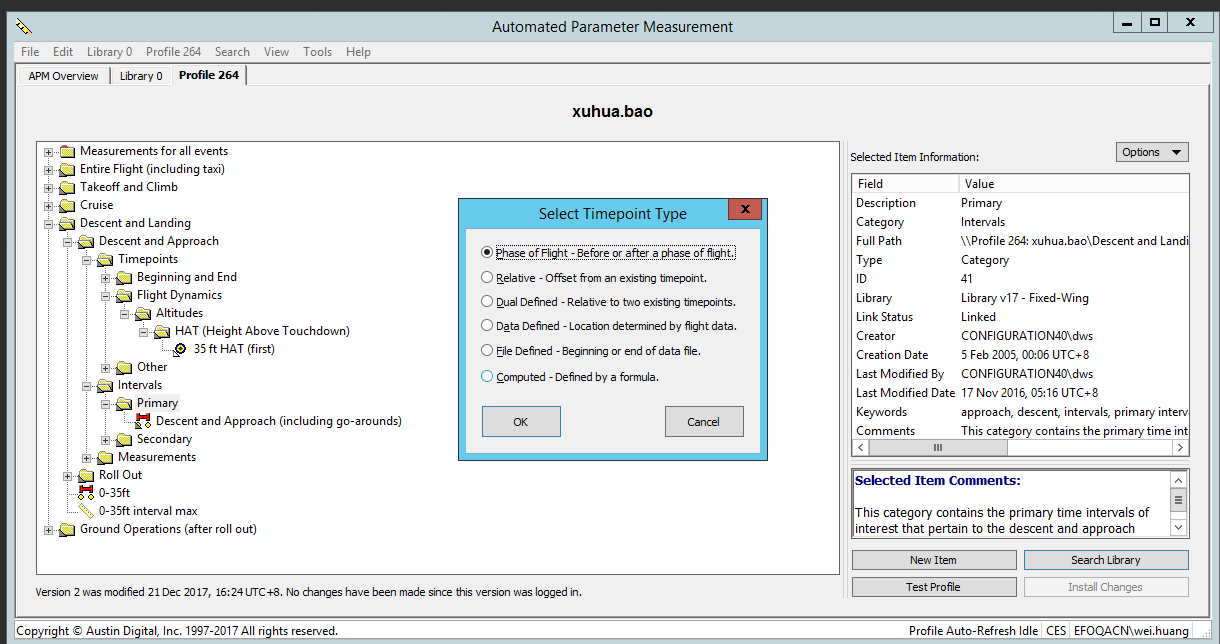 Automated Parameter Measurement
File Edit Library 0 Profile 264 Search View Tools Help
APM Overview Library 0 Profile 264
xuhua.bao
Measurements for all events
Entire Flight (including taxi)
Takeoff and Climb
Cruise
Descent and Landing
Descent and Approach
Timepoints
Beginning and End
Flight Dynamics
Altitudes
HAT (Height Above Touchdown)
35 ft HAT (first)
Other
Intervals
Primary
Descent and Approach (including go-arounds)
Secondary
Measurements
Roll Out
0-35ft
0-35ft interval max
Ground Operations (after roll out)
Version 2 was modified 21 Dec 2017, 16:24 UTC+8. No changes have been made since this version was logged in.
Select Timepoint Type
Phase of Flight - Before or after a phase of flight.
Relative - Offset from an existing timepoint.
Dual Defined - Relative to two existing timepoints.
Data Defined - Location determined by flight data.
File Defined - Beginning or end of data file.
Computed - Defined by a formula.
OK Cancel
Selected Item Information:
Options
Field Value
Description Primary
Category Intervals
Full Path \\Profile 264: xuhua.bao\Descent and Landi
Type Category
ID 41
Library Library v17 - Fixed-Wing
Link Status Linked
Creator CONFIGURATION40\dws
Creation Date 5 Feb 2005, 00:06 UTC+8
Last Modified By CONFIGURATION40\dws
Last Modified Date 17 Nov 2016, 05:16 UTC+8
Keywords approach, descent, intervals, primary interv
Comments This category contains the primary time int
Selected Item Comments:
This category contains the primary time intervals of
interest that pertain to the descent and approach
New Item Search Library
Test Profile Install Changes
Copyright © Austin Digital, Inc. 1997-2017 All rights reserved.
Profile Auto-Refresh Idle CES EFOQACN\wei.huang